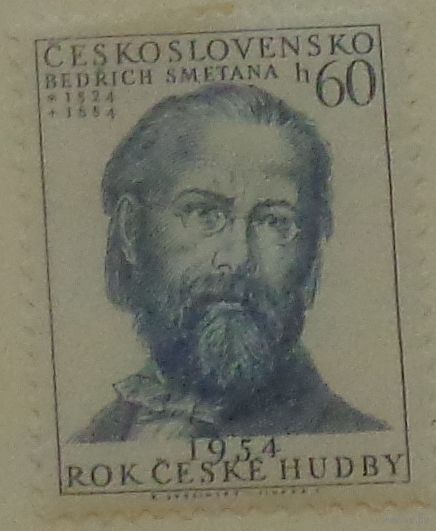 ČESKOSLOVENSKO
BEDŘICH SMETANA h 60
* 1824
+ 1884
1954
ROK ČESKÉ HUDBY